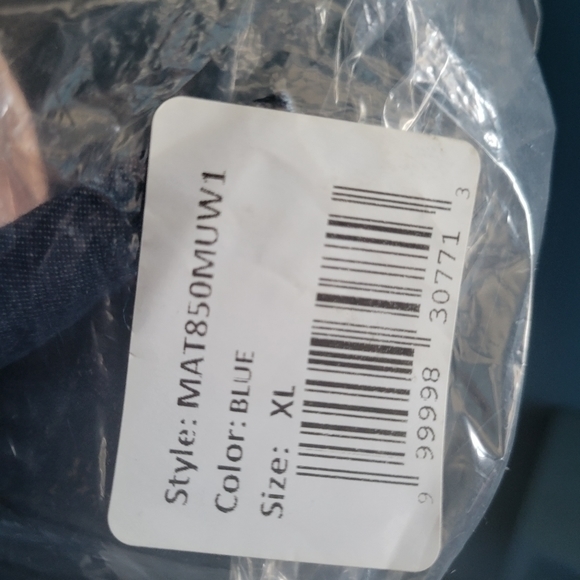 Style: MAT850MUW1
Color: BLUE
Size: XL
9 99998 30771 3